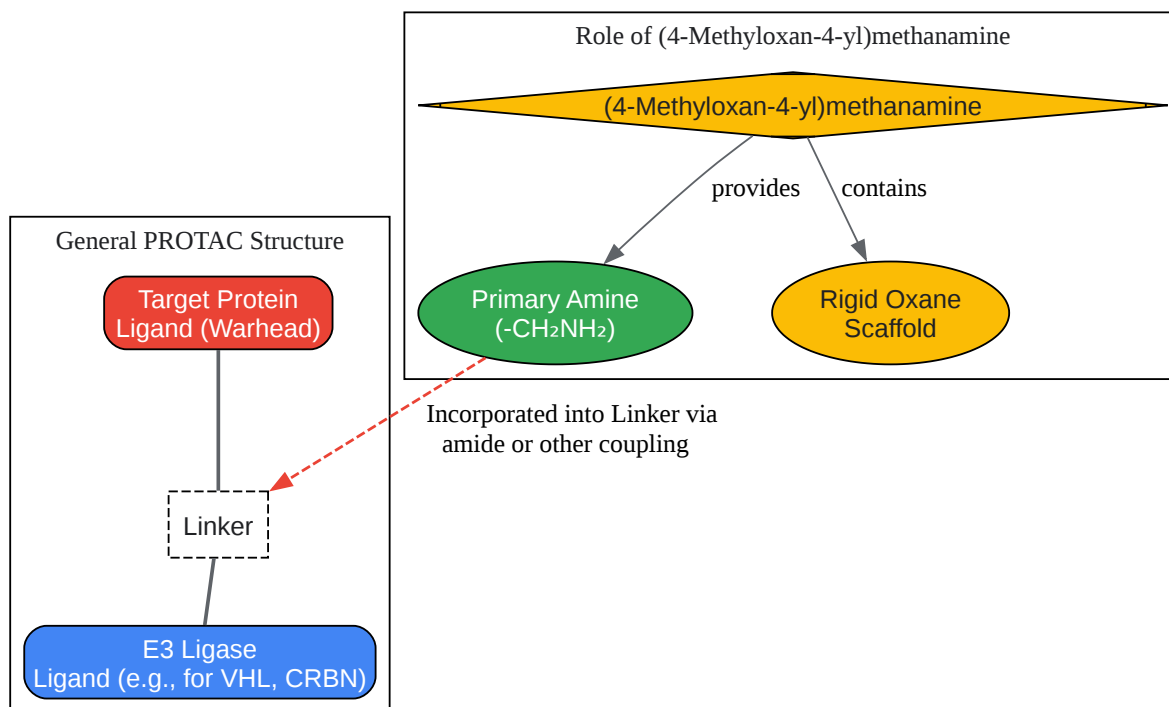 Role of (4-Methyloxan-4-yl)methanamine
(4-Methyloxan-4-yl)methanamine
provides
contains
Primary Amine
(-CH₂NH₂)
Rigid Oxane
Scaffold
Incorporated into Linker via
amide or other coupling
General PROTAC Structure
Target Protein
Ligand (Warhead)
Linker
E3 Ligase
Ligand (e.g., for VHL, CRBN)